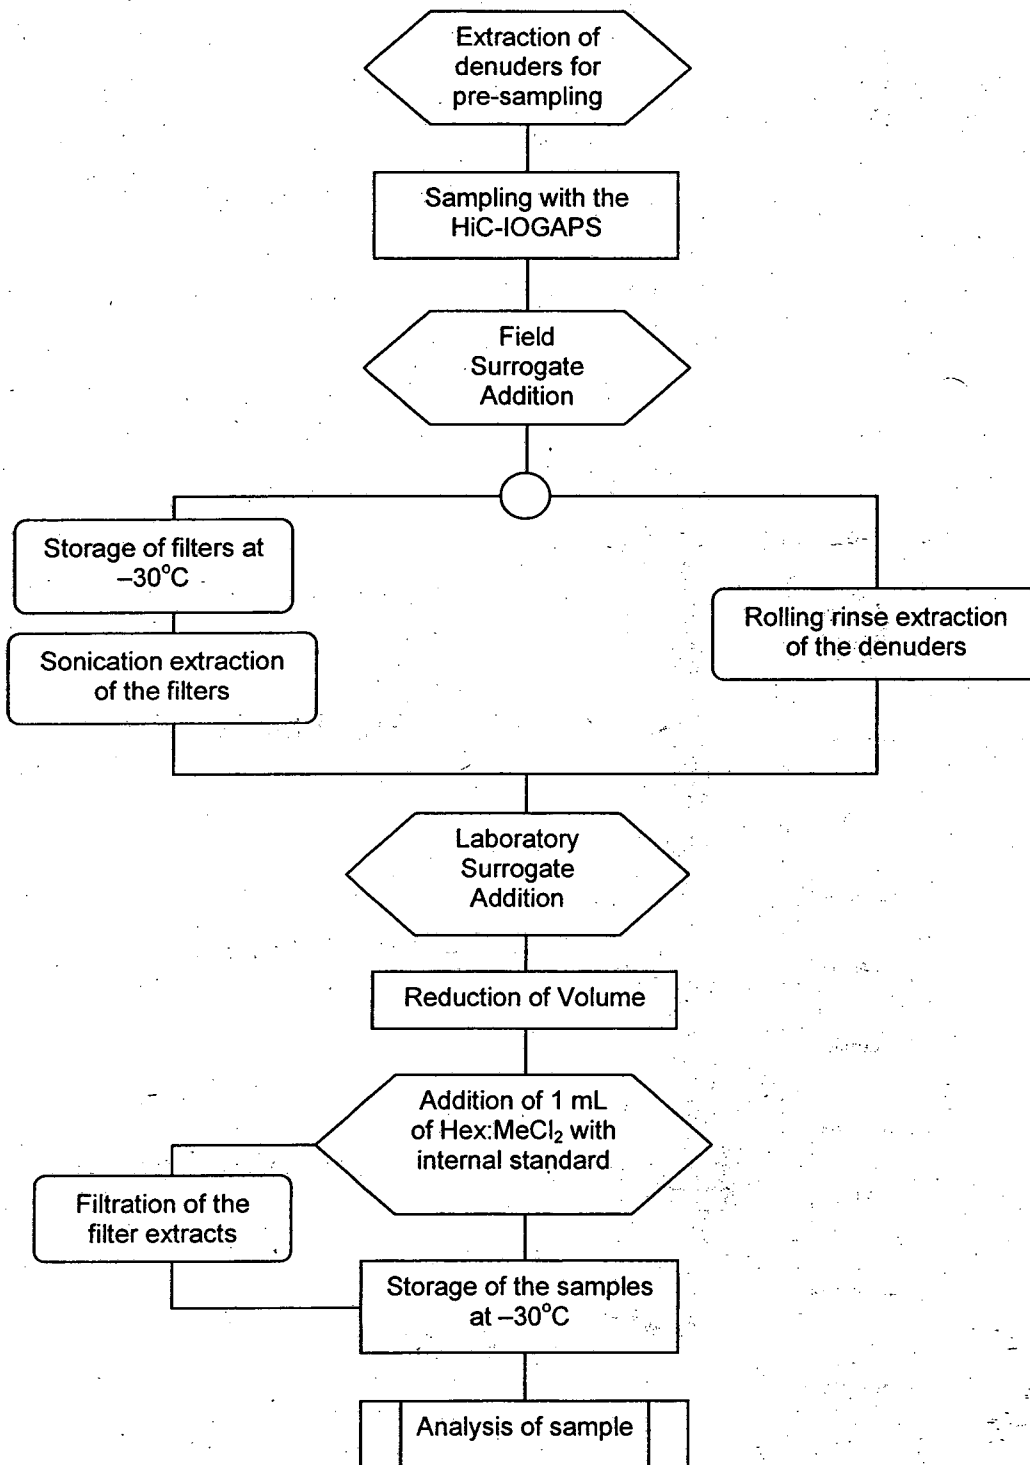 Extraction of
denuders for
pre-sampling
Sampling with the
HiC-IOGAPS
Field
Surrogate
Addition
Storage of filters at
–30°C
Sonication extraction
of the filters
Rolling rinse extraction
of the denuders
Laboratory
Surrogate
Addition
Reduction of Volume
Addition of 1 mL
of Hex:MeCl₂ with
internal standard
Filtration of the
filter extracts
Storage of the samples
at –30°C
Analysis of sample